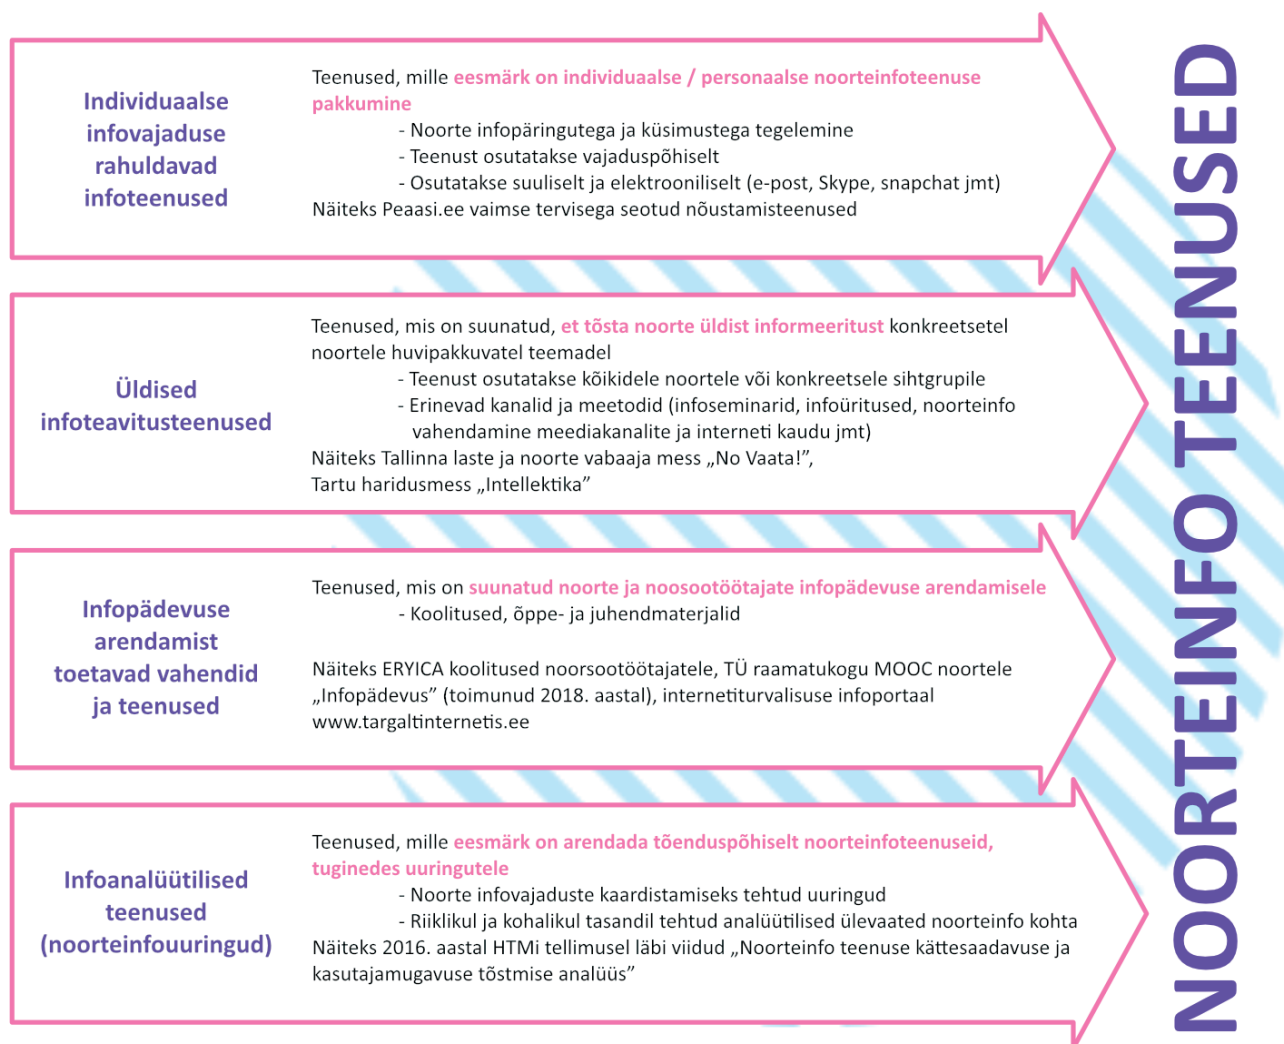 Individuaalse
infovajaduse
rahuldavad
infoteenused
Teenused, mille eesmärk on individuaalse / personaalse noorteinfoteenuse
pakkumine
- Noorte infopäringutega ja küsimustega tegelemine
- Teenust osutatakse vajaduspõhiselt
- Osutatakse suuliselt ja elektrooniliselt (e-post, Skype, snapchat jmt)
Näiteks Peaasi.ee vaimse tervisega seotud nõustamisteenused
Üldised
infoteavitusteenused
Teenused, mis on suunatud, et tõsta noorte üldist informeeritust konkreetsetel
noortele huvipakkuvatel teemadel
- Teenust osutatakse kõikidele noortele või konkreetsele sihtgrupile
- Erinevad kanalid ja meetodid (infoseminarid, infoüritused, noorteinfo
vahendamine meediakanalite ja interneti kaudu jmt)
Näiteks Tallinna laste ja noorte vabaaja mess „No Vaata!”,
Tartu haridusmess „Intellektika”
Infopädevuse
arendamist
toetavad vahendid
ja teenused
Teenused, mis on suunatud noorte ja noosootöötajate infopädevuse arendamisele
- Koolitused, õppe- ja juhendmaterjalid
Näiteks ERYICA koolitused noorsootöötajatele, TÜ raamatukogu MOOC noortele
„Infopädevus” (toimunud 2018. aastal), internetiturvalisuse infoportaal
www.targaltinternetis.ee
Infoanalüütilised
teenused
(noorteinfouuringud)
Teenused, mille eesmärk on arendada tõenduspõhiselt noorteinfoteenuseid,
tuginedes uuringutele
- Noorte infovajaduste kaardistamiseks tehtud uuringud
- Riiklikul ja kohalikul tasandil tehtud analüütilised ülevaated noorteinfo kohta
Näiteks 2016. aastal HTMi tellimusel läbi viidud „Noorteinfo teenuse kättesaadavuse ja
kasutajamugavuse tõstmise analüüs”
NOORTEINFO TEENUSED